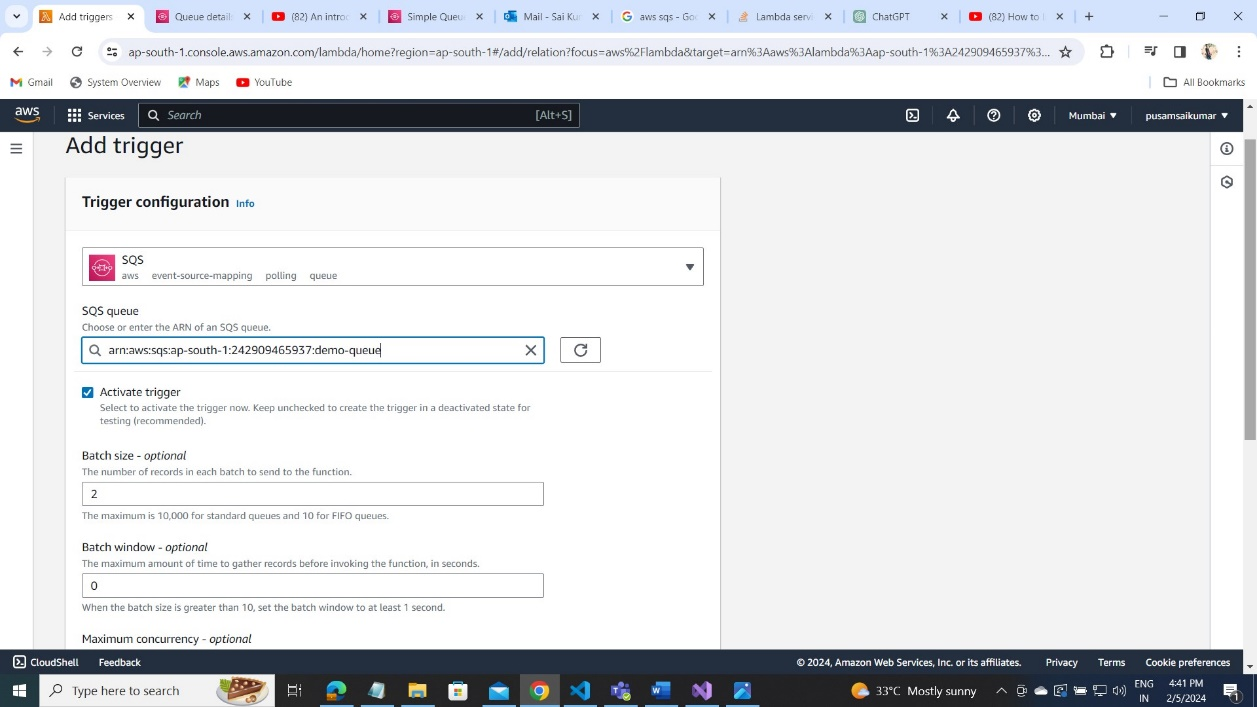 Add triggers
Queue detail
(82) An introc
Simple Queu
Mail - Sai Kur
aws sqs - Goo
Lambda servi
ChatGPT
(82) How to L
ap-south-1.console.aws.amazon.com/lambda/home?region=ap-south-1#/add/relation?focus=aws%2Flambda&target=arn%3Aaws%3Alambda%3Aap-south-1%3A242909465937%3...
Gmail
System Overview
Maps
YouTube
All Bookmarks
aws
Services
Search
[Alt+S]
Mumbai
pusamsaikumar
Add trigger
Trigger configuration Info
SQS
aws event-source-mapping polling queue
SQS queue
Choose or enter the ARN of an SQS queue.
arn:aws:sqs:ap-south-1:242909465937:demo-queue
Activate trigger
Select to activate the trigger now. Keep unchecked to create the trigger in a deactivated state for
testing (recommended).
Batch size - optional
The number of records in each batch to send to the function.
2
The maximum is 10,000 for standard queues and 10 for FIFO queues.
Batch window - optional
The maximum amount of time to gather records before invoking the function, in seconds.
0
When the batch size is greater than 10, set the batch window to at least 1 second.
Maximum concurrency - optional
CloudShell
Feedback
© 2024, Amazon Web Services, Inc. or its affiliates.
Privacy
Terms
Cookie preferences
Type here to search
33°C Mostly sunny
ENG
IN
4:41 PM
2/5/2024
1